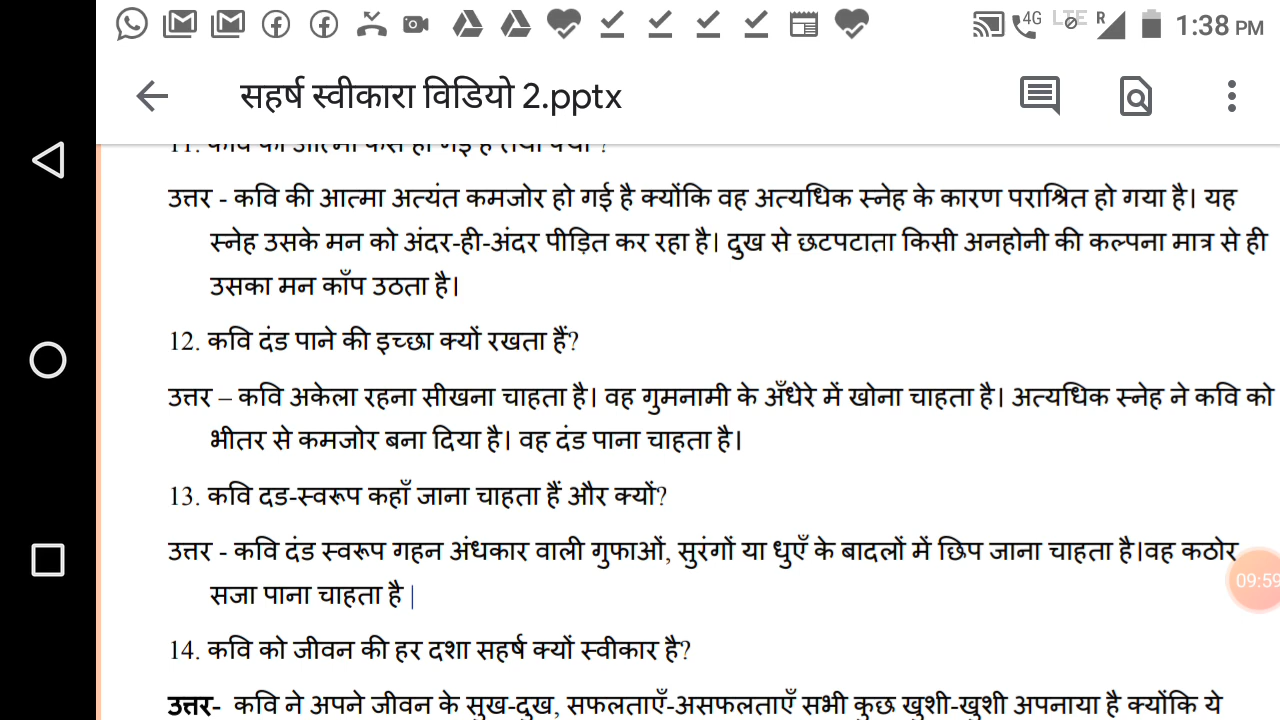 4G LTE R 1:38 PM
सहर्ष स्वीकारा विडियो 2.pptx
उत्तर - कवि की आत्मा अत्यंत कमजोर हो गई है क्योंकि वह अत्यधिक स्नेह के कारण पराश्रित हो गया है। यह
स्नेह उसके मन को अंदर-ही-अंदर पीड़ित कर रहा है। दुख से छटपटाता किसी अनहोनी की कल्पना मात्र से ही
उसका मन काँप उठता है।
12. कवि दंड पाने की इच्छा क्यों रखता हैं?
उत्तर – कवि अकेला रहना सीखना चाहता है। वह गुमनामी के अँधेरे में खोना चाहता है। अत्यधिक स्नेह ने कवि को
भीतर से कमजोर बना दिया है। वह दंड पाना चाहता है।
13. कवि दड-स्वरूप कहाँ जाना चाहता हैं और क्यों?
उत्तर - कवि दंड स्वरूप गहन अंधकार वाली गुफाओं, सुरंगों या धुएँ के बादलों में छिप जाना चाहता है।वह कठोर
सजा पाना चाहता है |
09:59
14. कवि को जीवन की हर दशा सहर्ष क्यों स्वीकार है?
उत्तर- कवि ने अपने जीवन के सुख-दुख, सफलताएँ-असफलताएँ सभी कुछ खुशी-खुशी अपनाया है क्योंकि ये